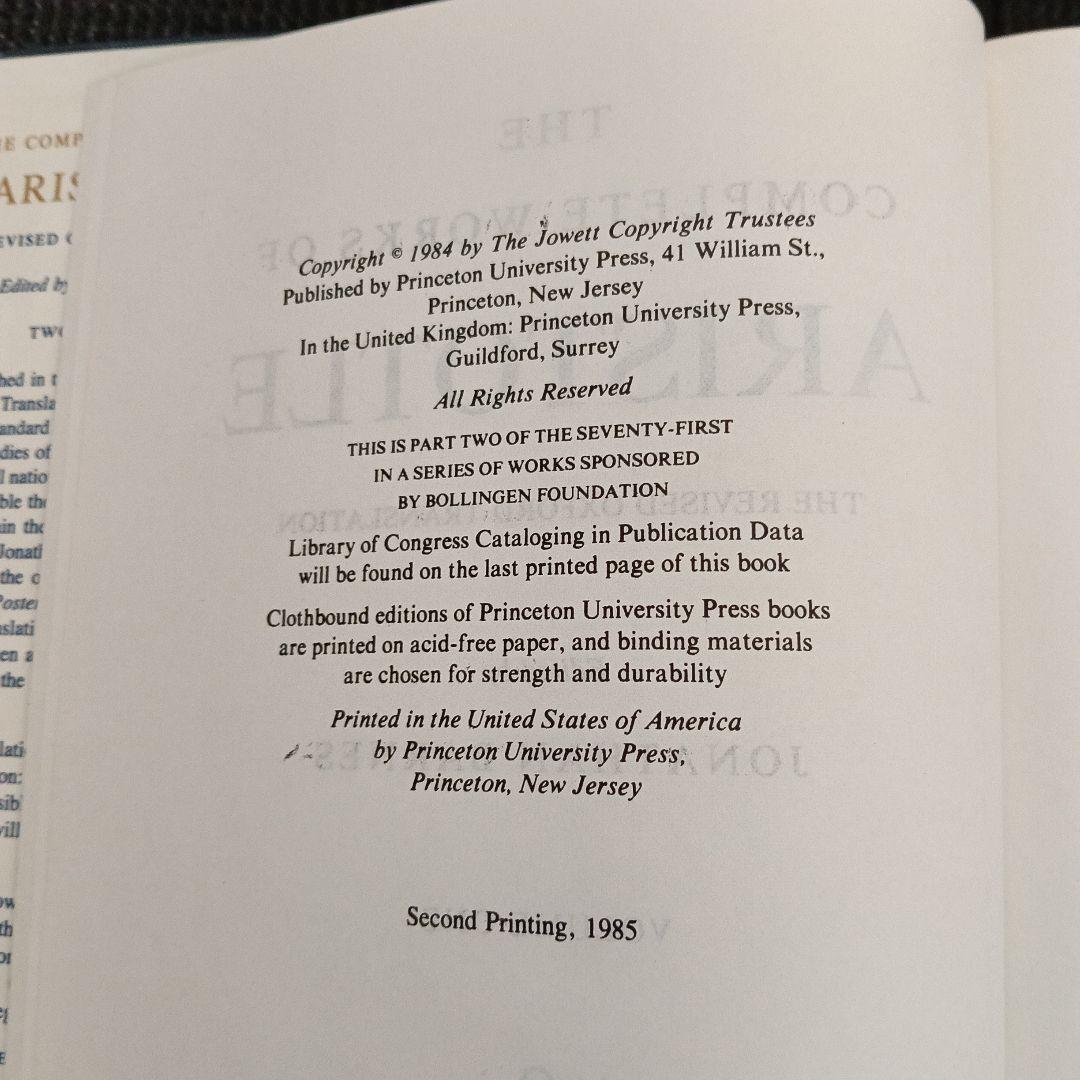 Copyright © 1984 by The Jowett Copyright Trustees
Published by Princeton University Press, 41 William St.,
Princeton, New Jersey
In the United Kingdom: Princeton University Press,
Guildford, Surrey
All Rights Reserved
THIS IS PART TWO OF THE SEVENTY-FIRST
IN A SERIES OF WORKS SPONSORED
BY BOLLINGEN FOUNDATION
Library of Congress Cataloging in Publication Data
will be found on the last printed page of this book
Clothbound editions of Princeton University Press books
are printed on acid-free paper, and binding materials
are chosen for strength and durability
Printed in the United States of America
by Princeton University Press,
Princeton, New Jersey
Second Printing, 1985